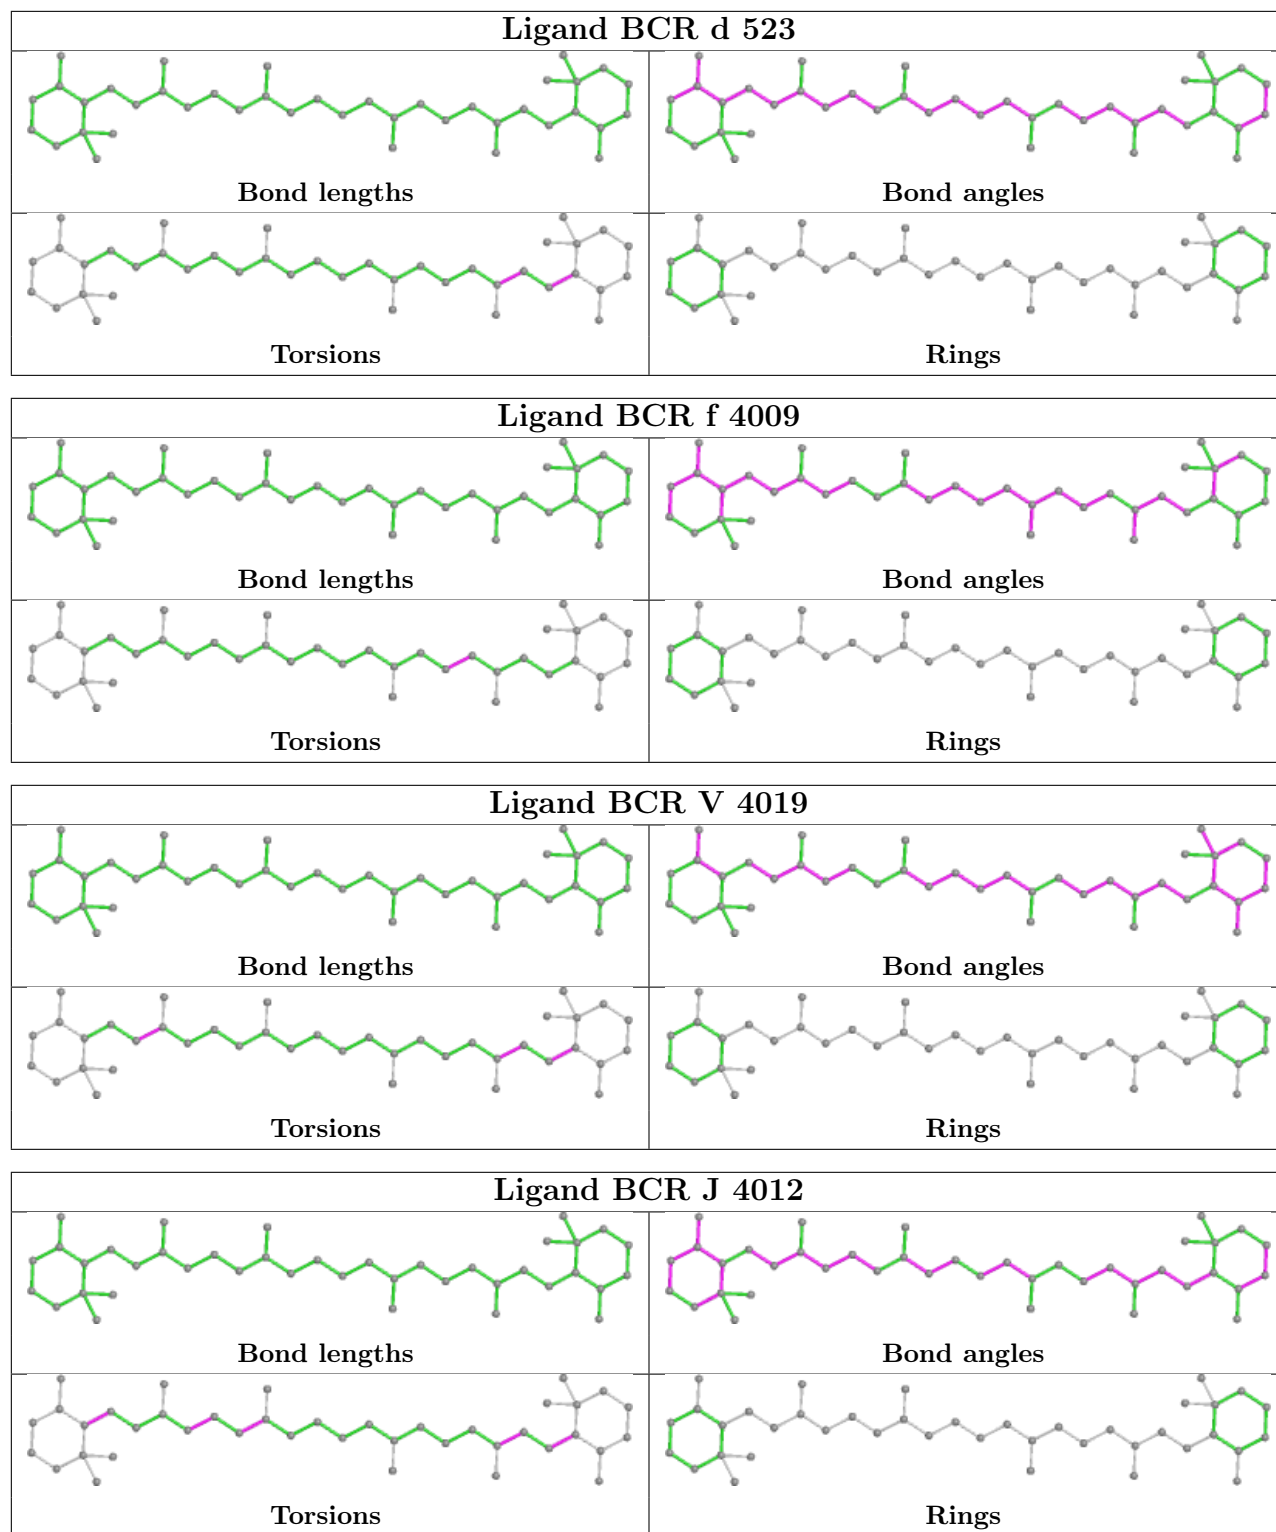 Ligand BCR d 523
Bond lengths
Bond angles
Torsions
Rings
Ligand BCR f 4009
Bond lengths
Bond angles
Torsions
Rings
Ligand BCR V 4019
Bond lengths
Bond angles
Torsions
Rings
Ligand BCR J 4012
Bond lengths
Bond angles
Torsions
Rings